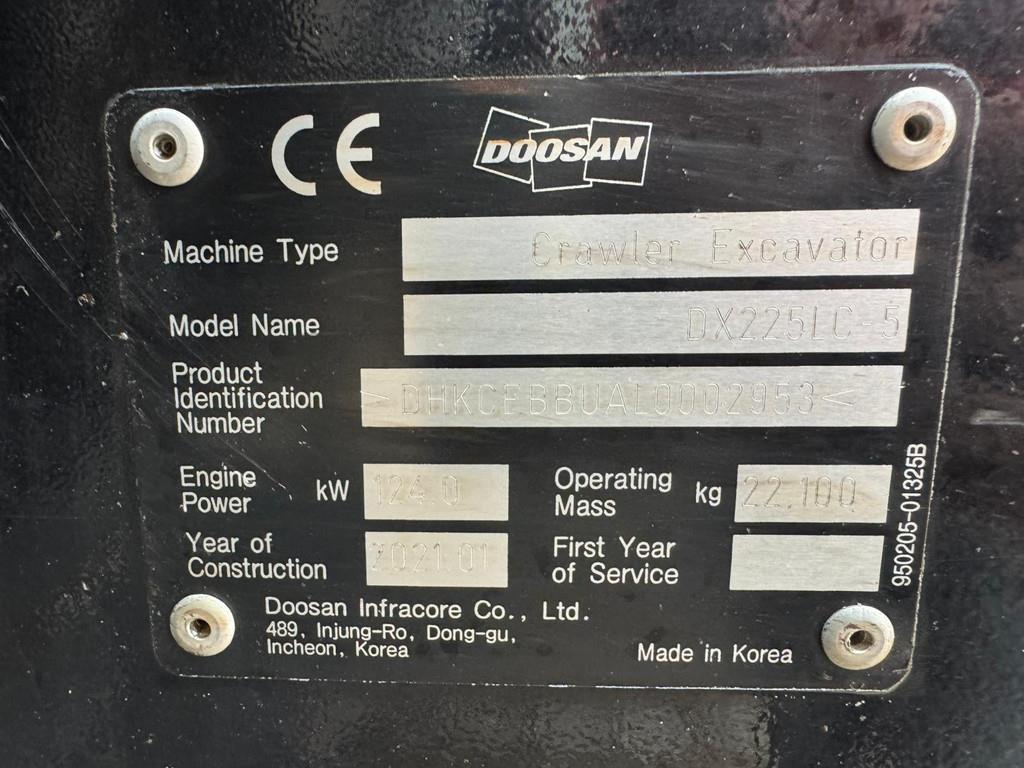 CE DOOSAN
Machine Type Crawler Excavator
Model Name DX225LC-5
Product
Identification
Number >DHKCEBBUAL0002953<
Engine
Power kW 124.0
Operating
Mass kg 22,100
Year of
Construction 2021.01
First Year
of Service
950205-01325B
Doosan Infracore Co., Ltd.
489, Injung-Ro, Dong-gu,
Incheon, Korea
Made in Korea